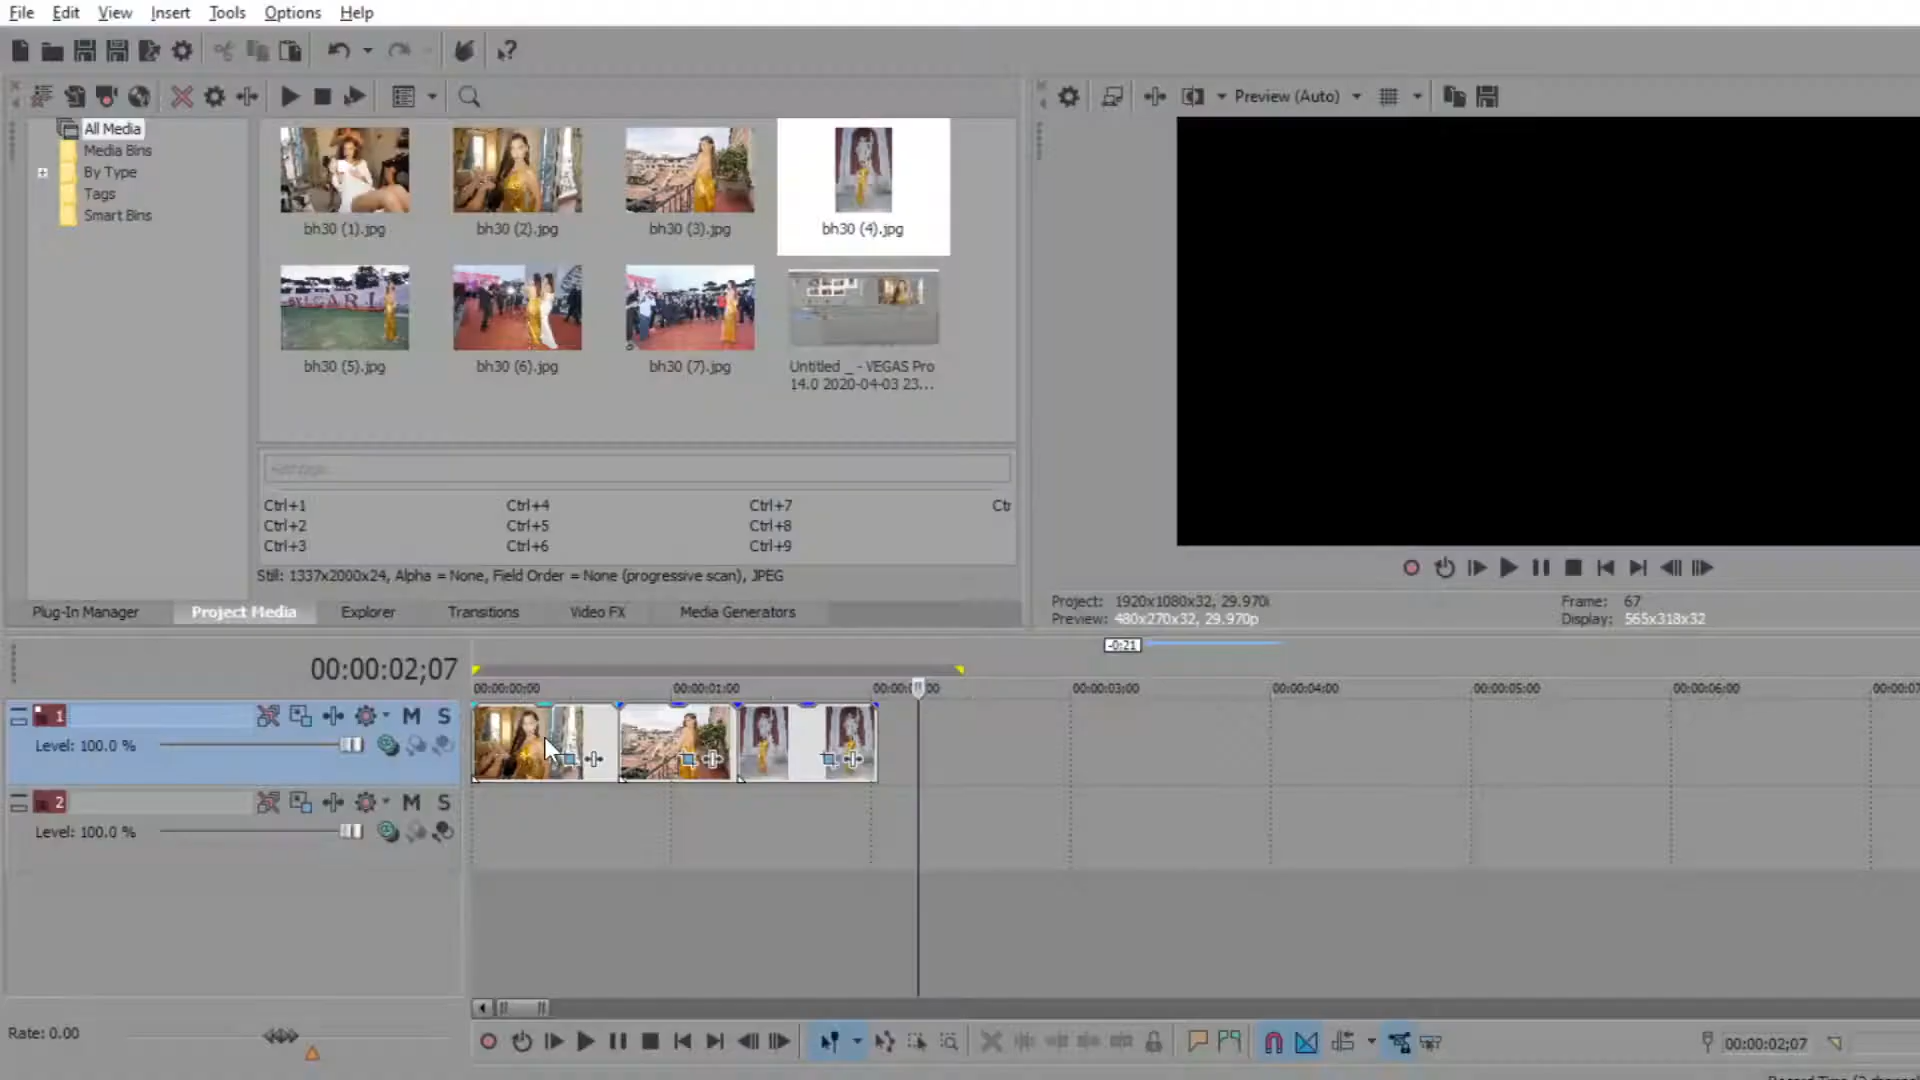 File Edit View Insert Tools Options Help
Preview (Auto)
All Media
Media Bins
By Type
Tags
Smart Bins
bh30 (1).jpg bh30 (2).jpg bh30 (3).jpg bh30 (4).jpg
BVLGARI
bh30 (5).jpg bh30 (6).jpg bh30 (7).jpg Untitled _ - VEGAS Pro
14.0 2020-04-03 23...
Ctrl+1 Ctrl+4 Ctrl+7 Ctr
Ctrl+2 Ctrl+5 Ctrl+8
Ctrl+3 Ctrl+6 Ctrl+9
Still: 1337x2000x24, Alpha = None, Field Order = None (progressive scan), JPEG
Plug-In Manager Project Media Explorer Transitions Video FX Media Generators
Project: 1920x1080x32, 29.970i Frame: 67
Preview: 480x270x32, 29.970p Display: 565x318x32
-0:21
00:00:02;07
00:00:00;00 00:00:01;00 00:00:03;00 00:00:04;00 00:00:05;00 00:00:06;00
1 M S
Level: 100.0 %
2 M S
Level: 100.0 %
Rate: 0.00
00:00:02;07